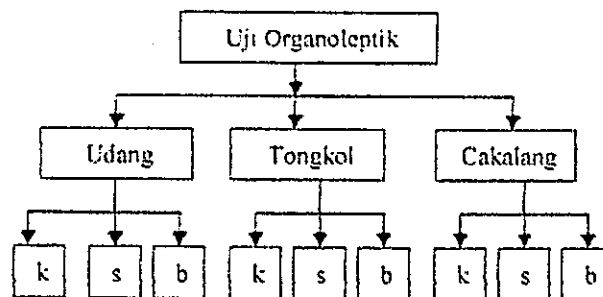 Uji Organoleptik
Udang Tongkol Cakalang
k s b k s b k s b